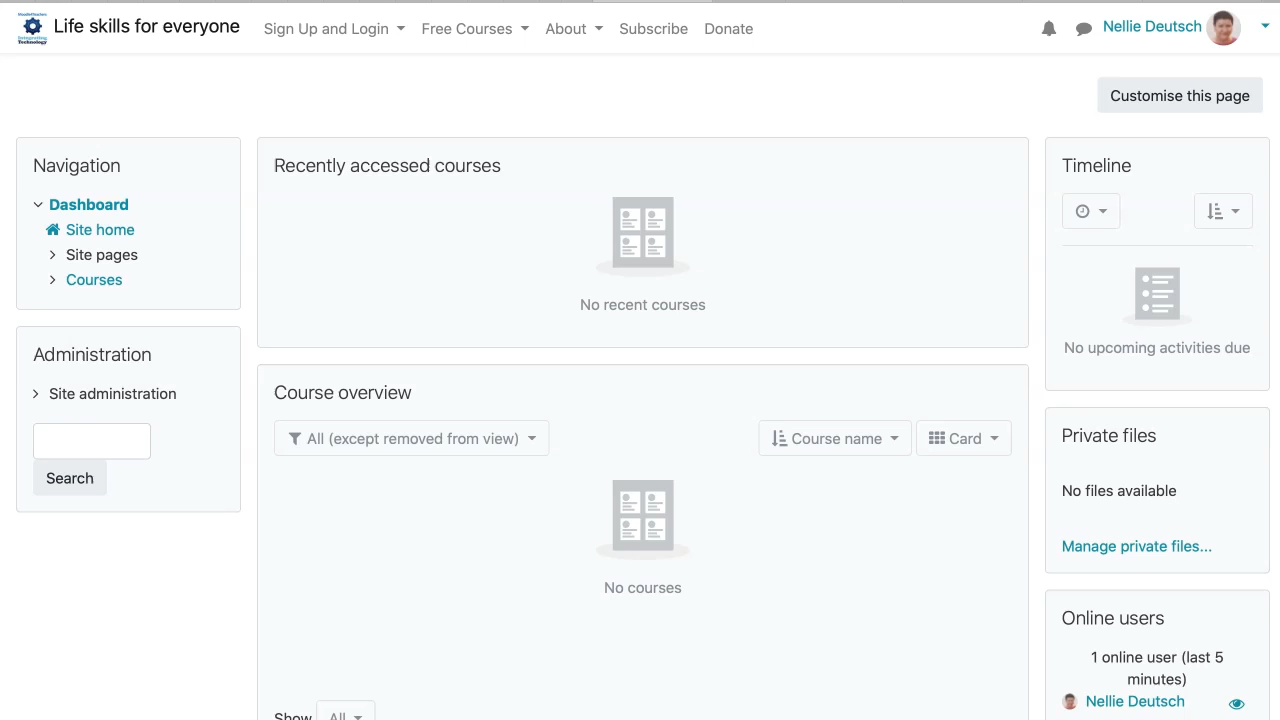 Life skills for everyone
Sign Up and Login
Free Courses
About
Subscribe
Donate
Nellie Deutsch
Customise this page
Navigation
Dashboard
Site home
Site pages
Courses
Administration
Site administration
Search
Recently accessed courses
No recent courses
Course overview
All (except removed from view)
Course name
Card
No courses
Show
All
Timeline
No upcoming activities due
Private files
No files available
Manage private files...
Online users
1 online user (last 5
minutes)
Nellie Deutsch